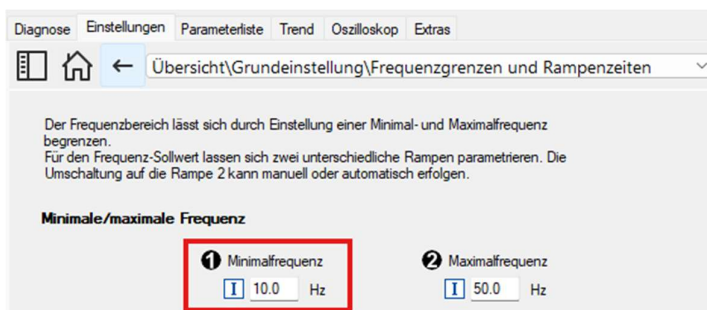 Diagnose Einstellungen Parameterliste Trend Oszilloskop Extras
Übersicht\Grundeinstellung\Frequenzgrenzen und Rampenzeiten
Der Frequenzbereich lässt sich durch Einstellung einer Minimal- und Maximalfrequenz
begrenzen.
Für den Frequenz-Sollwert lassen sich zwei unterschiedliche Rampen parametrieren. Die
Umschaltung auf die Rampe 2 kann manuell oder automatisch erfolgen.
Minimale/maximale Frequenz
1 Minimalfrequenz 2 Maximalfrequenz
I 10.0 Hz I 50.0 Hz